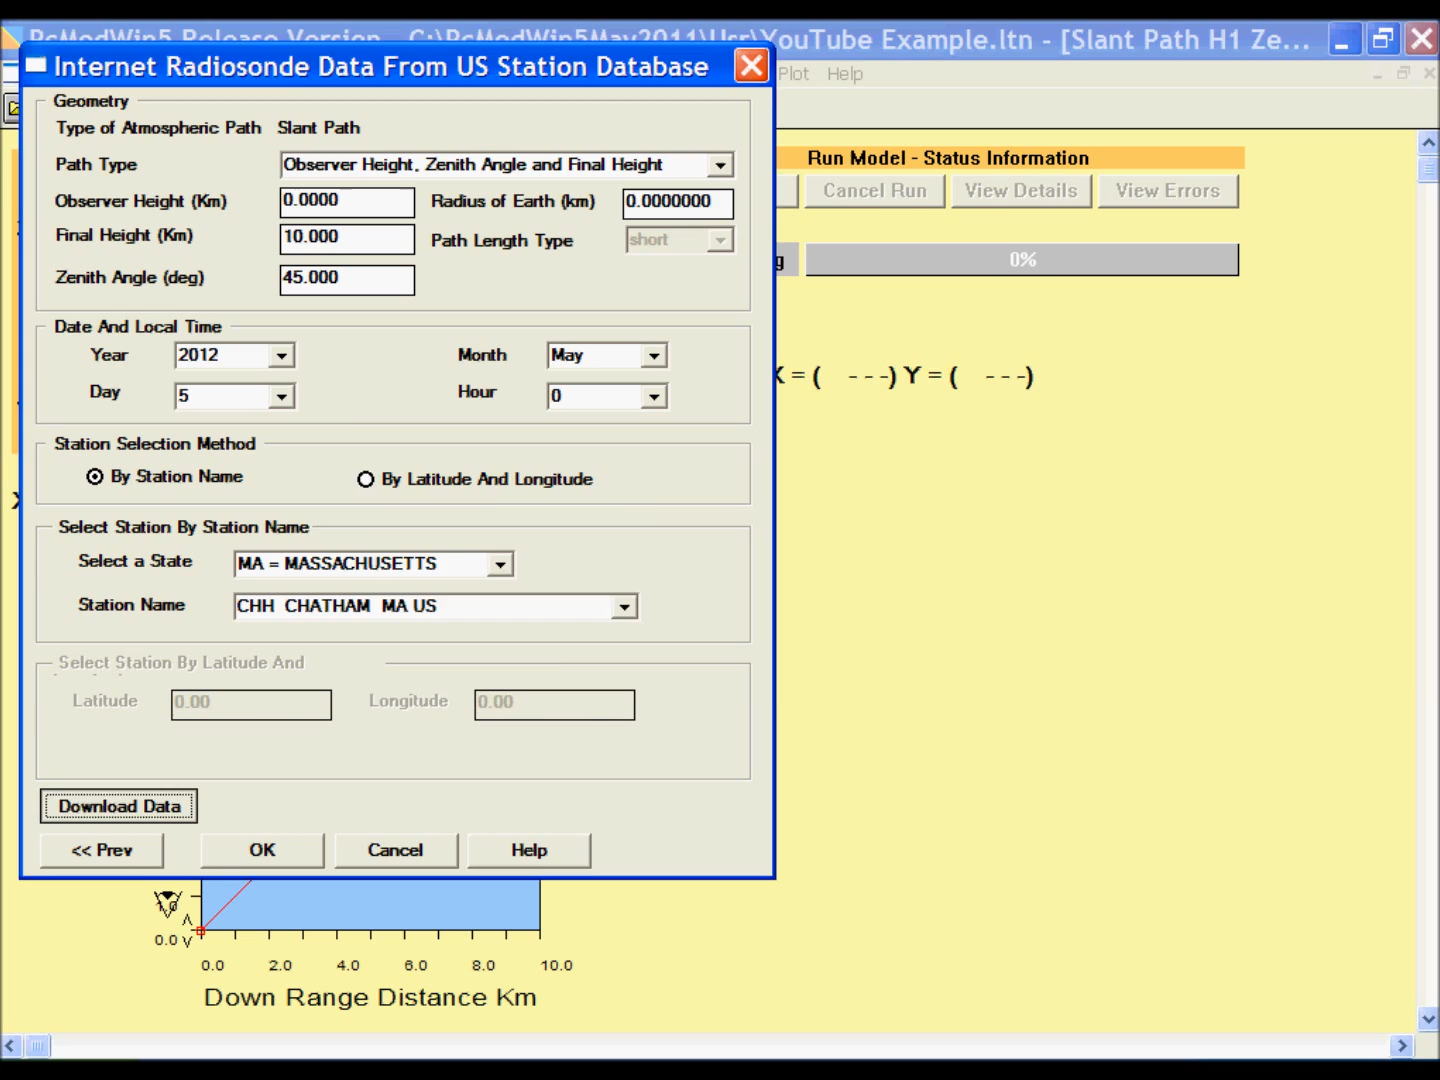 PcModWin5 Release Version - C:\PcModWin5May2011\Usr\YouTube Example.ltn - [Slant Path H1 Ze...
Internet Radiosonde Data From US Station Database
Plot Help
Geometry
Type of Atmospheric Path Slant Path
Path Type Observer Height, Zenith Angle and Final Height
Observer Height (Km) 0.0000 Radius of Earth (km) 0.0000000
Final Height (Km) 10.000 Path Length Type short
Zenith Angle (deg) 45.000
Date And Local Time
Year 2012 Month May
Day 5 Hour 0
Station Selection Method
By Station Name By Latitude And Longitude
Select Station By Station Name
Select a State MA = MASSACHUSETTS
Station Name CHH CHATHAM MA US
Select Station By Latitude And
Latitude 0.00 Longitude 0.00
Download Data
<< Prev OK Cancel Help
Run Model - Status Information
Cancel Run View Details View Errors
g 0%
X = ( - - -) Y = ( - - -)
0.0
0.0 2.0 4.0 6.0 8.0 10.0
Down Range Distance Km